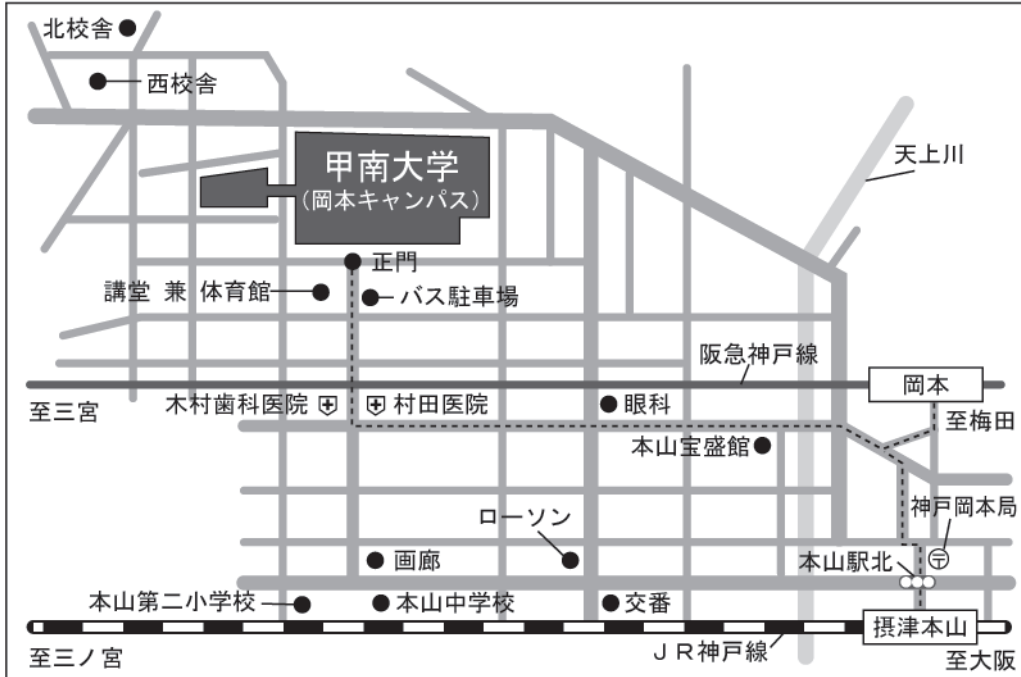 北校舎
西校舎
甲南大学
（岡本キャンパス）
天上川
正門
講堂 兼 体育館
バス駐車場
阪急神戸線
岡本
至三宮
木村歯科医院
村田医院
眼科
至梅田
本山宝盛館
ローソン
神戸岡本局
画廊
本山駅北
〒
本山第二小学校
本山中学校
交番
摂津本山
至三ノ宮
ＪＲ神戸線
至大阪